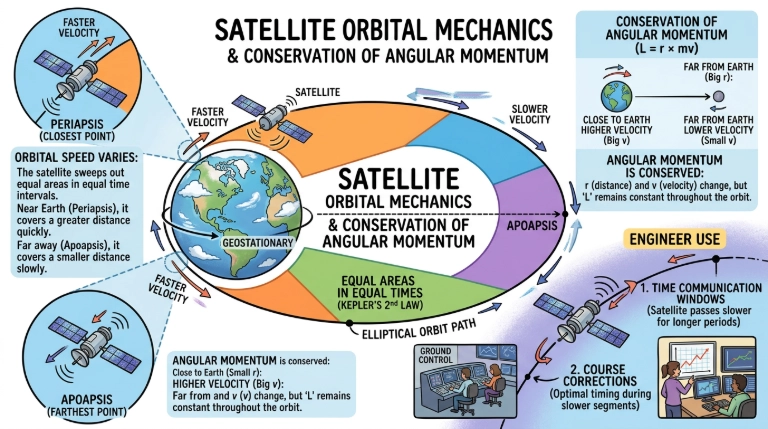 SATELLITE ORBITAL MECHANICS
& CONSERVATION OF ANGULAR MOMENTUM
FASTER
VELOCITY
PERIAPSIS
(CLOSEST POINT)
ORBITAL SPEED VARIES:
The satellite sweeps out
equal areas in equal time
intervals.
Near Earth (Periapsis), it
covers a greater distance
quickly.
Far away (Apoapsis), it
covers a smaller distance
slowly.
APOAPSIS
(FARTHEST POINT)
SATELLITE
FASTER
VELOCITY
SLOWER
VELOCITY
SATELLITE
ORBITAL MECHANICS
& CONSERVATION OF
ANGULAR MOMENTUM
GEOSTATIONARY
APOAPSIS
FASTER
VELOCITY
EQUAL AREAS
IN EQUAL TIMES
(KEPLER'S 2nd LAW)
ELLIPTICAL ORBIT PATH
ANGULAR MOMENTUM is conserved:
Close to Earth (Small r):
HIGHER VELOCITY (Big v):
Far from and v (v) change, but 'L' remains
constant throughout the orbit.
CONSERVATION OF
ANGULAR MOMENTUM
(L = r × mv)
FAR FROM EARTH
(Big r):
CLOSE TO EARTH
HIGHER VELOCITY
(Big v)
FAR FROM EARTH
LOWER VELOCITY
(Small v)
ANGULAR MOMENTUM
IS CONSERVED:
r (distance) and v (velocity) change, but
'L' remains constant throughout the orbit.
ENGINEER USE
1. TIME COMMUNICATION
WINDOWS
(Satellite passes slower
for longer periods)
2. COURSE
CORRECTIONS
(Optimal timing during
slower segments)
GROUND
CONTROL